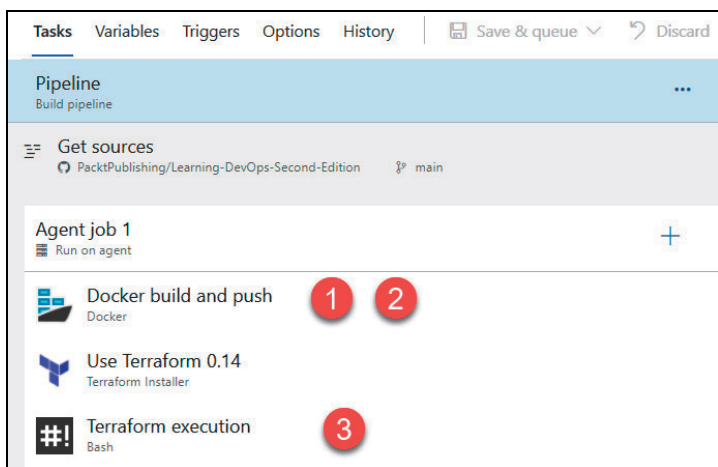 Tasks Variables Triggers Options History Save & queue Discard
Pipeline
Build pipeline
Get sources
PacktPublishing/Learning-DevOps-Second-Edition main
Agent job 1
Run on agent
Docker build and push 1 2
Docker
Use Terraform 0.14
Terraform Installer
Terraform execution 3
#! Bash